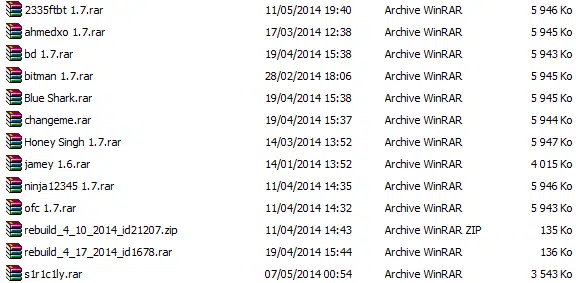 2335ftbt 1.7.rar 11/05/2014 19:40 Archive WinRAR 5 946 Ko
ahmedxo 1.7.rar 17/03/2014 12:38 Archive WinRAR 5 945 Ko
bd 1.7.rar 19/04/2014 15:38 Archive WinRAR 5 943 Ko
bitman 1.7.rar 28/02/2014 18:06 Archive WinRAR 5 945 Ko
Blue Shark.rar 19/04/2014 15:38 Archive WinRAR 5 945 Ko
changeme.rar 19/04/2014 15:37 Archive WinRAR 5 944 Ko
Honey Singh 1.7.rar 14/03/2014 13:52 Archive WinRAR 5 947 Ko
jamey 1.6.rar 14/01/2014 13:52 Archive WinRAR 4 015 Ko
ninja12345 1.7.rar 11/04/2014 14:35 Archive WinRAR 5 946 Ko
ofc 1.7.rar 11/04/2014 14:32 Archive WinRAR 5 943 Ko
rebuild_4_10_2014_id21207.zip 11/04/2014 14:43 Archive WinRAR ZIP 135 Ko
rebuild_4_17_2014_id1678.rar 19/04/2014 15:44 Archive WinRAR 136 Ko
s1r1c1ly.rar 07/05/2014 00:54 Archive WinRAR 3 543 Ko